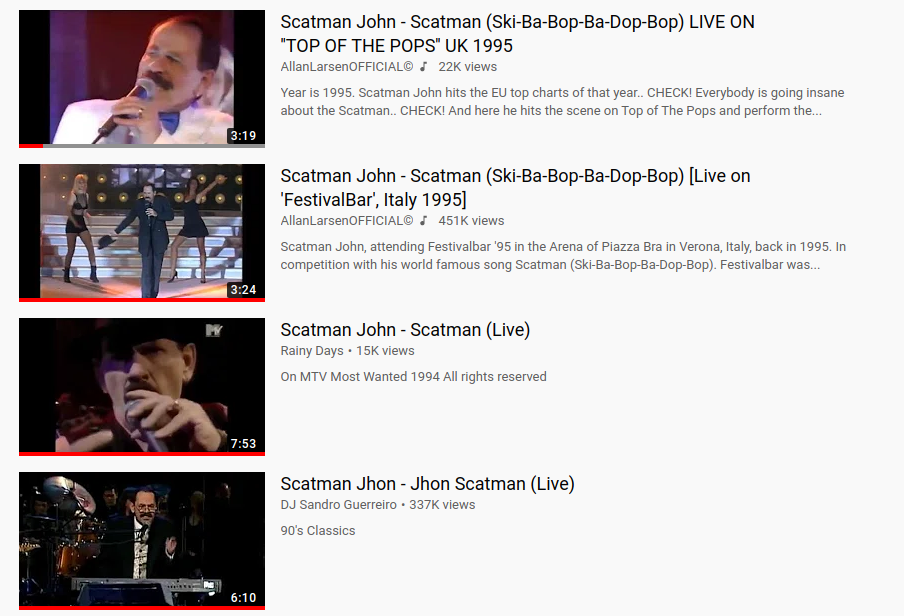 Scatman John - Scatman (Ski-Ba-Bop-Ba-Dop-Bop) LIVE ON
"TOP OF THE POPS" UK 1995
AllanLarsenOFFICIAL© ♪ 22K views
Year is 1995. Scatman John hits the EU top charts of that year.. CHECK! Everybody is going insane
about the Scatman.. CHECK! And here he hits the scene on Top of The Pops and perform the...
3:19
Scatman John - Scatman (Ski-Ba-Bop-Ba-Dop-Bop) [Live on
'FestivalBar', Italy 1995]
AllanLarsenOFFICIAL© ♪ 451K views
Scatman John, attending Festivalbar '95 in the Arena of Piazza Bra in Verona, Italy, back in 1995. In
competition with his world famous song Scatman (Ski-Ba-Bop-Ba-Dop-Bop). Festivalbar was...
3:24
Scatman John - Scatman (Live)
Rainy Days • 15K views
On MTV Most Wanted 1994 All rights reserved
7:53
Scatman Jhon - Jhon Scatman (Live)
DJ Sandro Guerreiro • 337K views
90's Classics
6:10